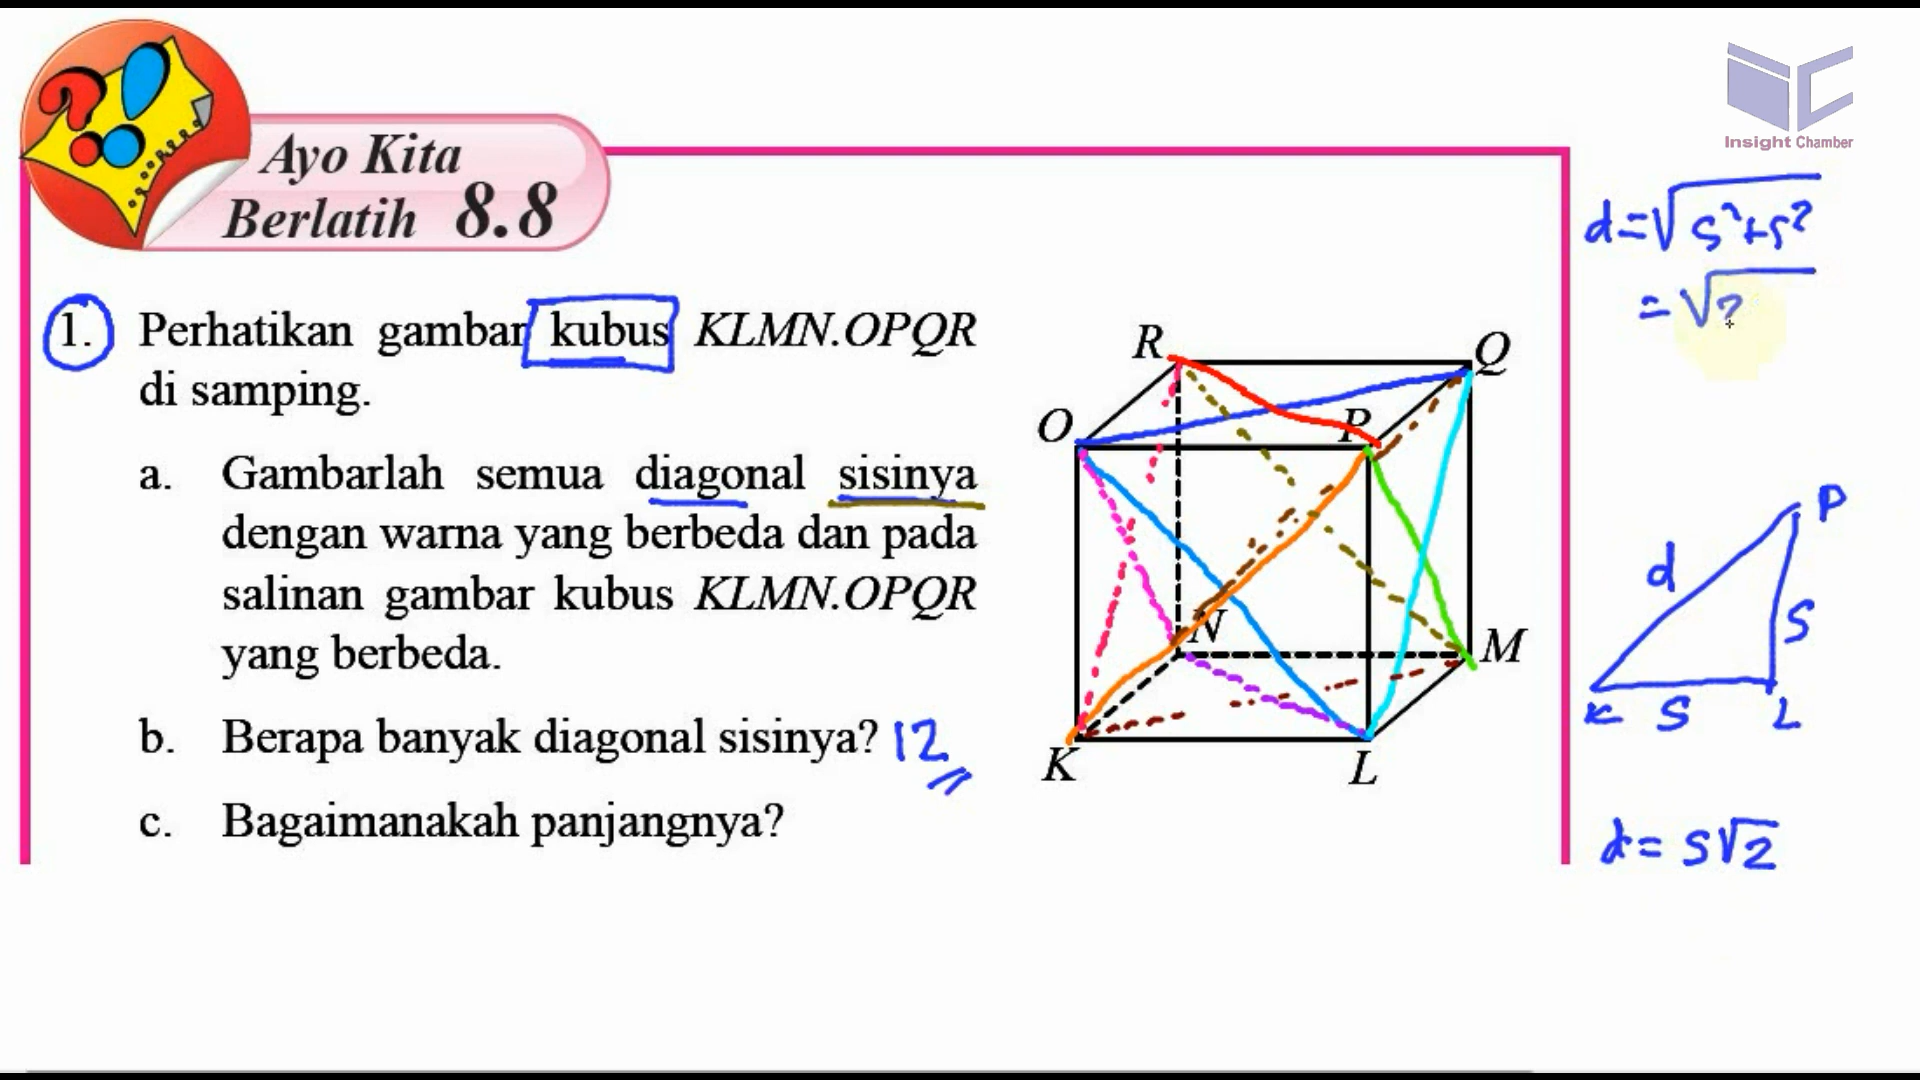 Insight Chamber
Ayo Kita
Berlatih 8.8
1. Perhatikan gambar kubus KLMN.OPQR
di samping.
a. Gambarlah semua diagonal sisinya
dengan warna yang berbeda dan pada
salinan gambar kubus KLMN.OPQR
yang berbeda.
b. Berapa banyak diagonal sisinya? 12
c. Bagaimanakah panjangnya?
R
Q
O
P
N
M
K
L
d = √s²+s²
= √2
P
d
S
K S L
d = S√2